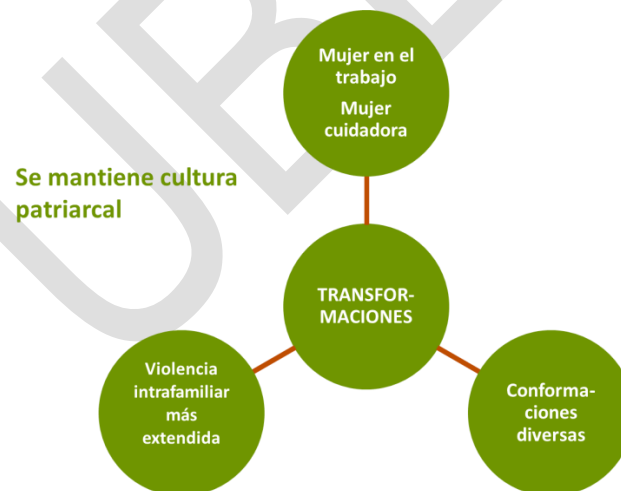 Mujer en el
trabajo
Mujer
cuidadora
Se mantiene cultura
patriarcal
TRANSFOR-
MACIONES
Violencia
intrafamiliar
más
extendida
Conforma-
ciones
diversas